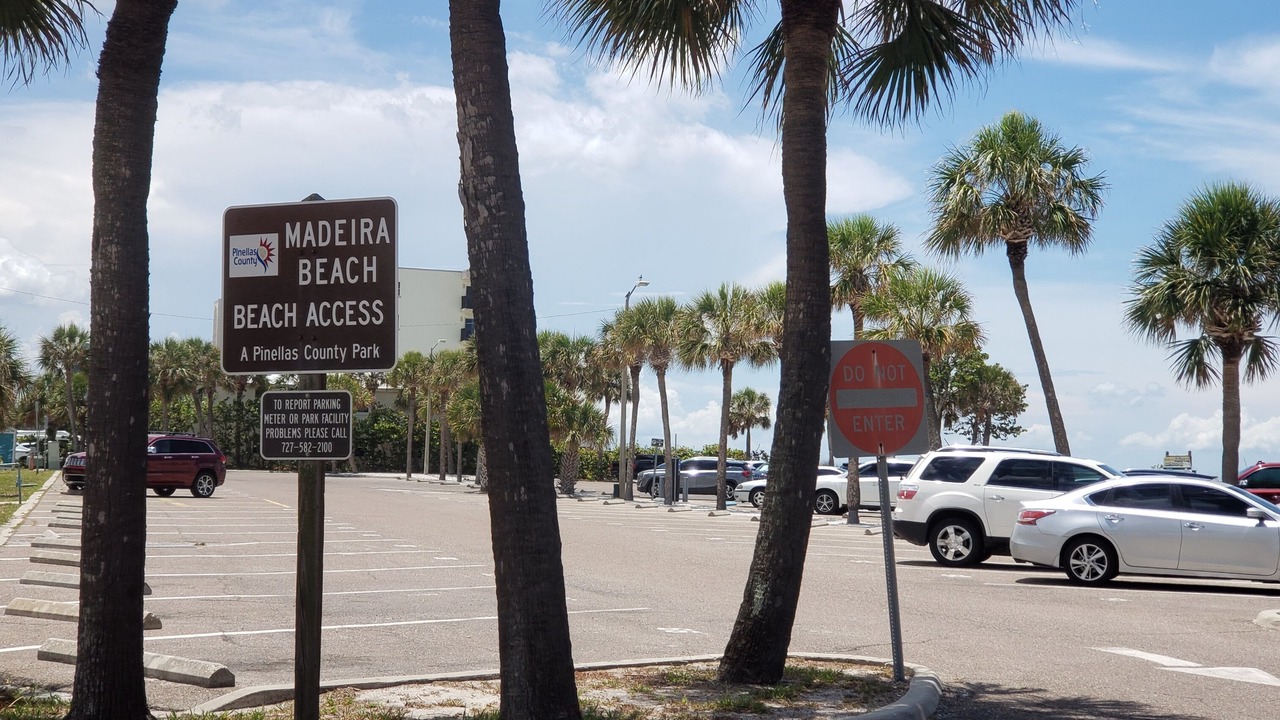 Pinellas
County
MADEIRA
BEACH
BEACH ACCESS
A Pinellas County Park
TO REPORT PARKING
METER OR PARK FACILITY
PROBLEMS PLEASE CALL
727-582-2100
DO NOT
ENTER